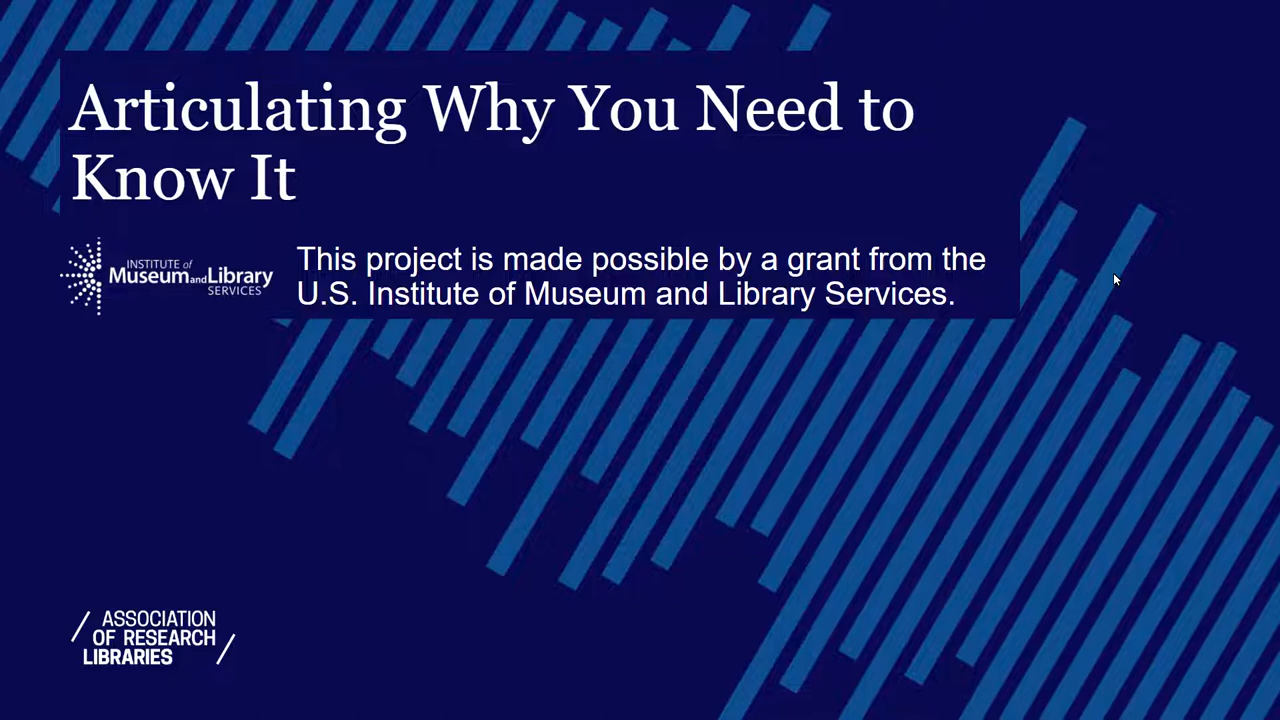 Articulating Why You Need to
Know It
INSTITUTE of
Museum and Library
SERVICES
This project is made possible by a grant from the
U.S. Institute of Museum and Library Services.
ASSOCIATION
OF RESEARCH
LIBRARIES